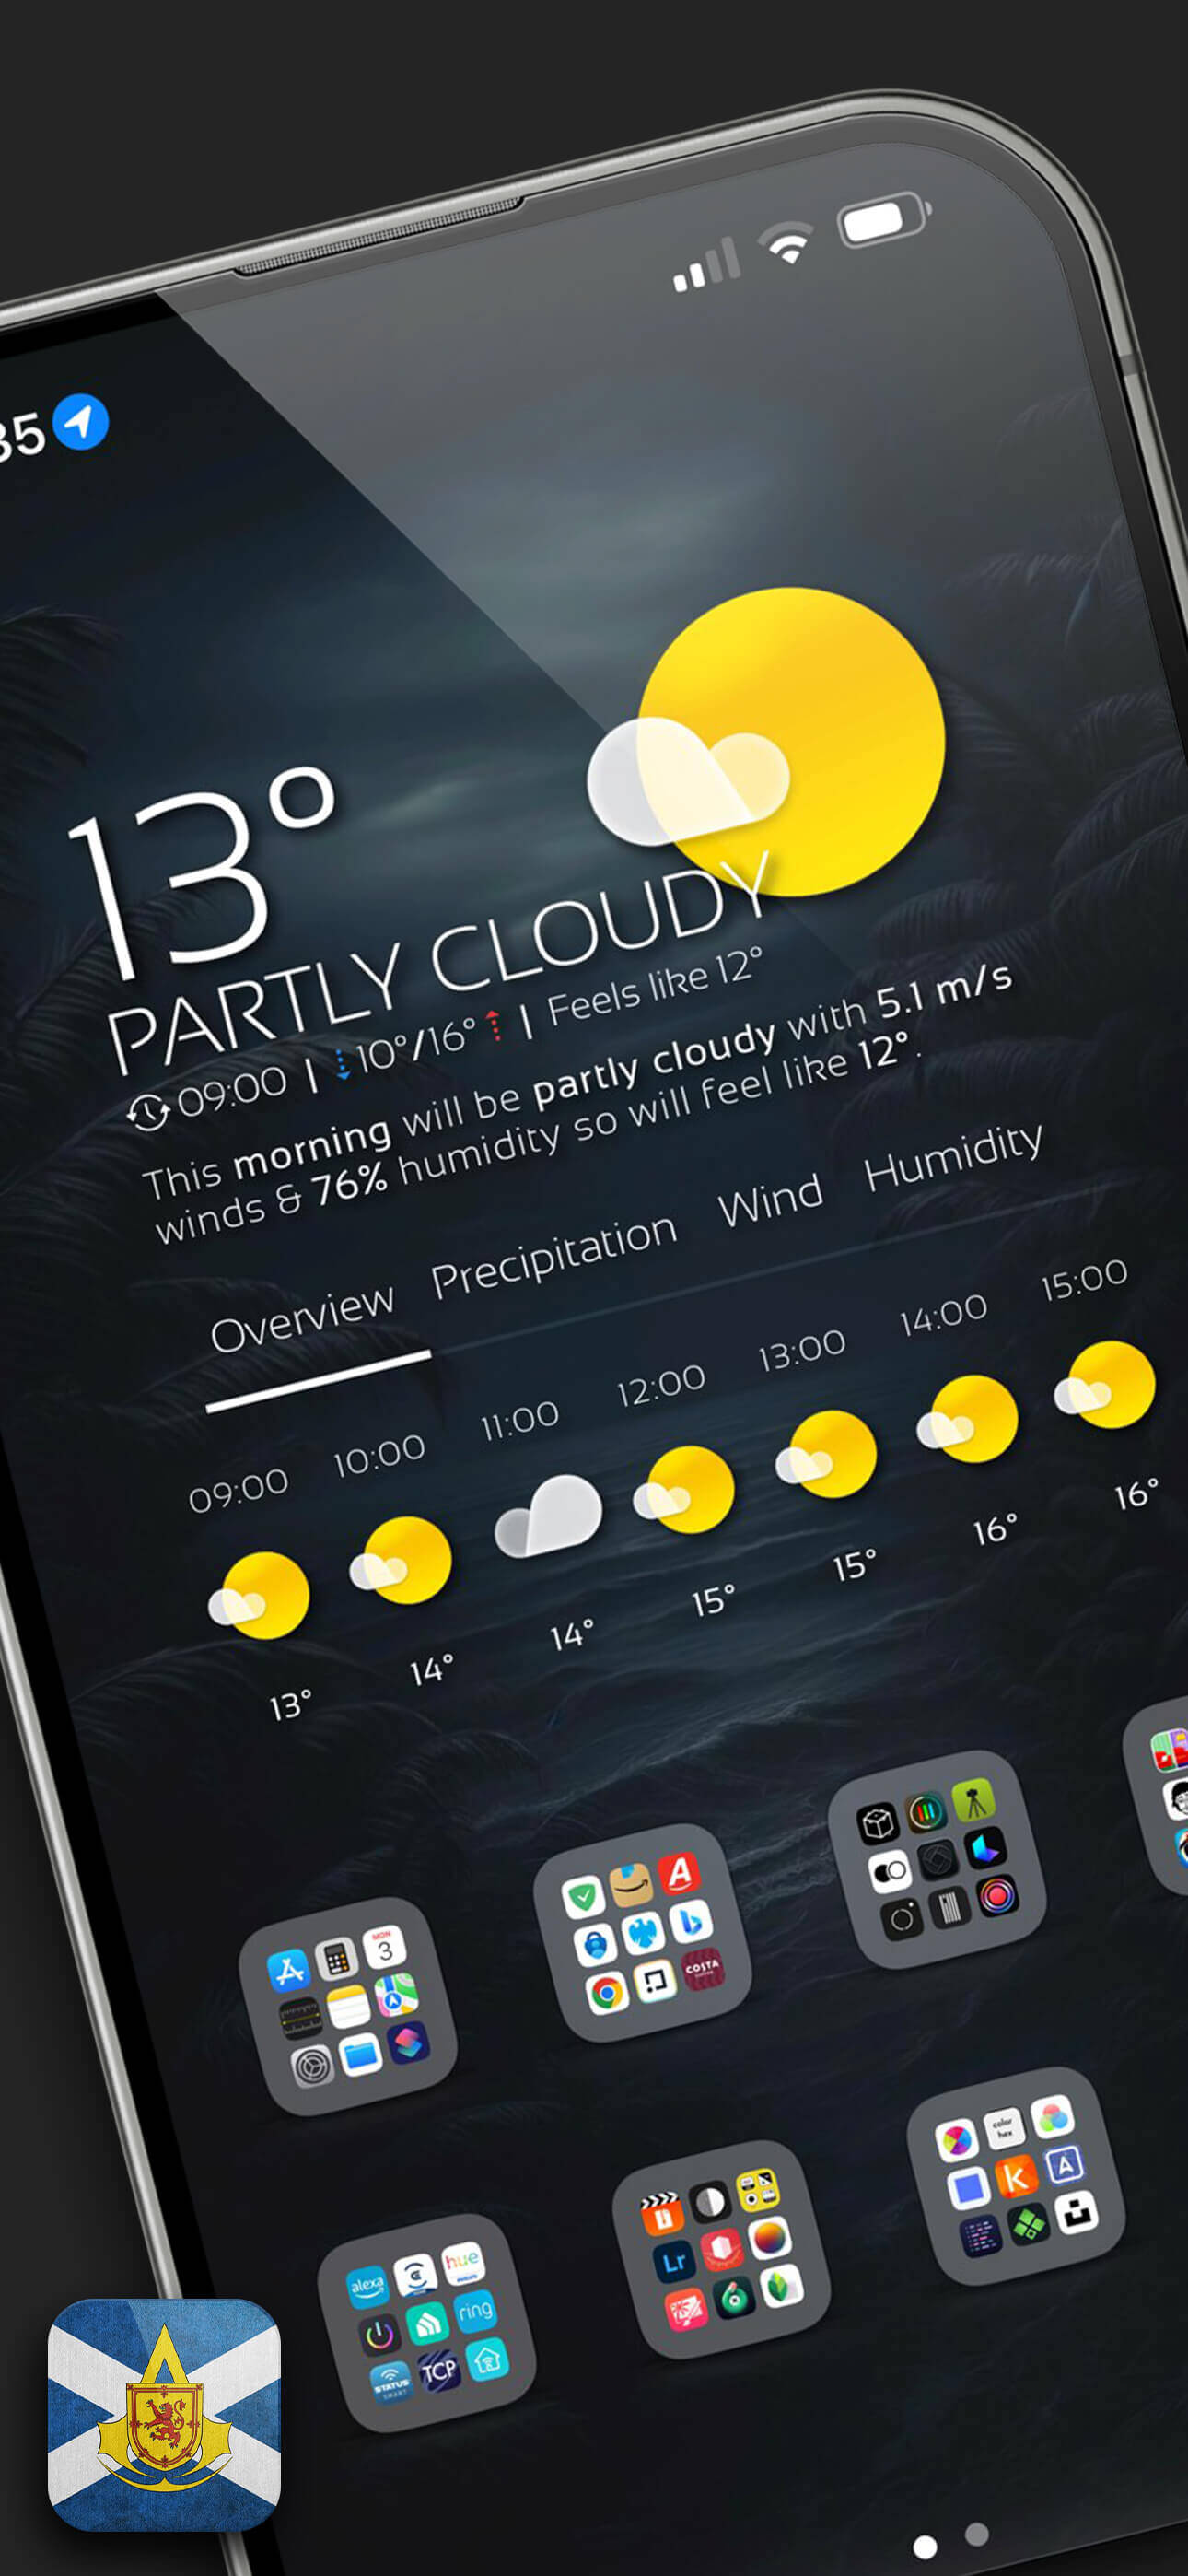 35
13°
PARTLY CLOUDY
09:00 | 10°/16° | Feels like 12°
This morning will be partly cloudy with 5.1 m/s
winds & 76% humidity so will feel like 12°.
Overview Precipitation Wind Humidity
09:00 10:00 11:00 12:00 13:00 14:00 15:00
13° 14° 14° 15° 15° 16° 16°
MON
3
A
COSTA
color
hex
k
A
Lr
alexa
hue
ring
STATUS
SMART
TCP